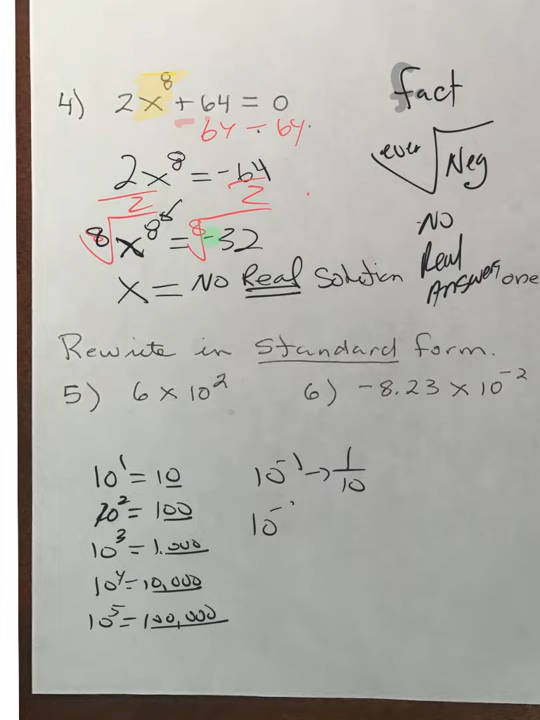 4) 2x⁸ + 64 = 0
- 64 - 64
2x⁸ = -64
2 2
⁸√x⁸ = ⁸√-32
x = No Real Solution
fact
even√Neg
No
Real
Answer one
Rewrite in Standard form.
5) 6 × 10² 6) -8.23 × 10⁻²
10¹ = 10 10⁻¹ → 1/10
10² = 100 10⁻
10³ = 1,000
10⁴ = 10,000
10⁵ = 100,000